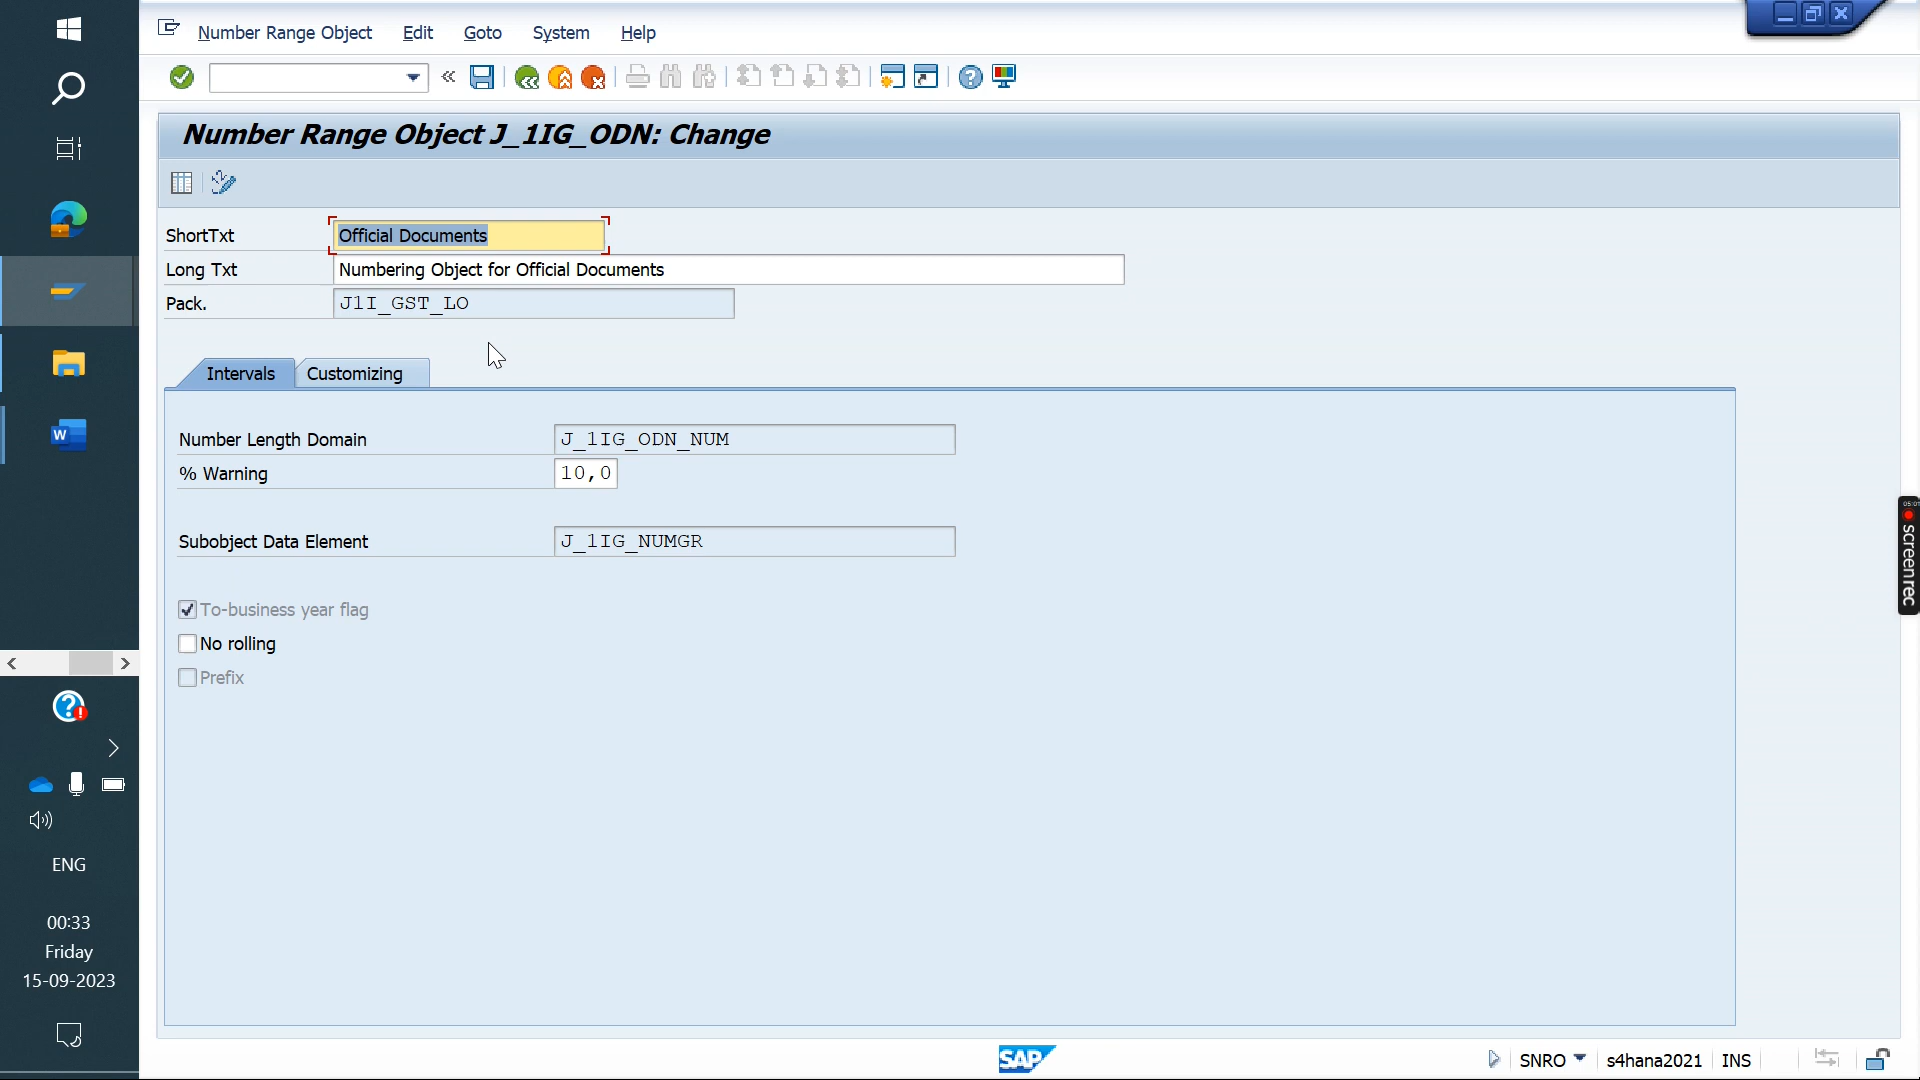 Number Range Object Edit Goto System Help
Number Range Object J_1IG_ODN: Change
ShortTxt Official Documents
Long Txt Numbering Object for Official Documents
Pack. J1I_GST_LO
Intervals Customizing
Number Length Domain J_1IG_ODN_NUM
% Warning 10,0
Subobject Data Element J_1IG_NUMGR
To-business year flag
No rolling
Prefix
ENG
00:33
Friday
15-09-2023
screenrec
SAP
SNRO s4hana2021 INS